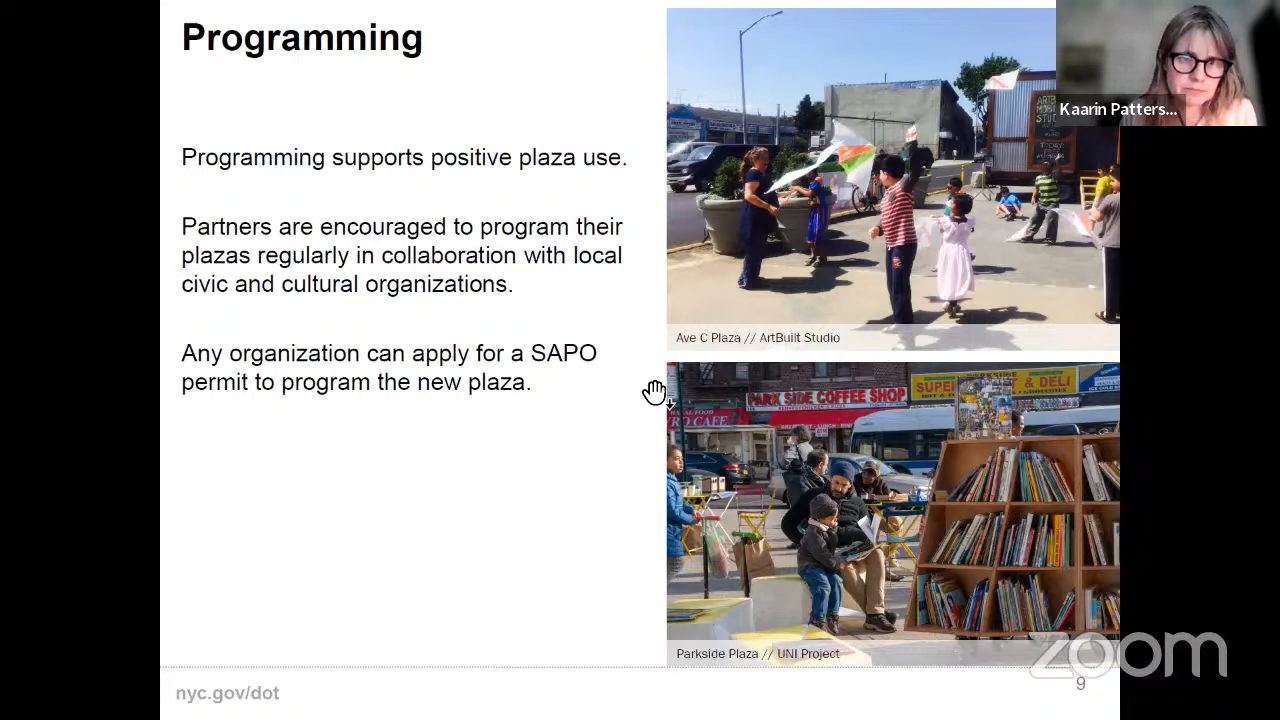 Programming
Programming supports positive plaza use.
Partners are encouraged to program their
plazas regularly in collaboration with local
civic and cultural organizations.
Any organization can apply for a SAPO
permit to program the new plaza.
Kaarin Patters...
Ave C Plaza // ArtBuilt Studio
PARK SIDE COFFEE SHOP
SUPER
T & DELI
RO CAFE
Parkside Plaza // UNI Project
zoom
nyc.gov/dot
9